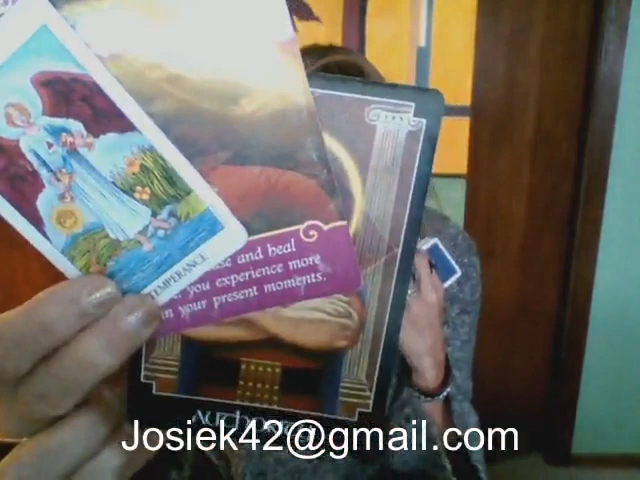 TEMPERANCE
and heal
, you experience more
in your present moments.
Josiek42@gmail.com